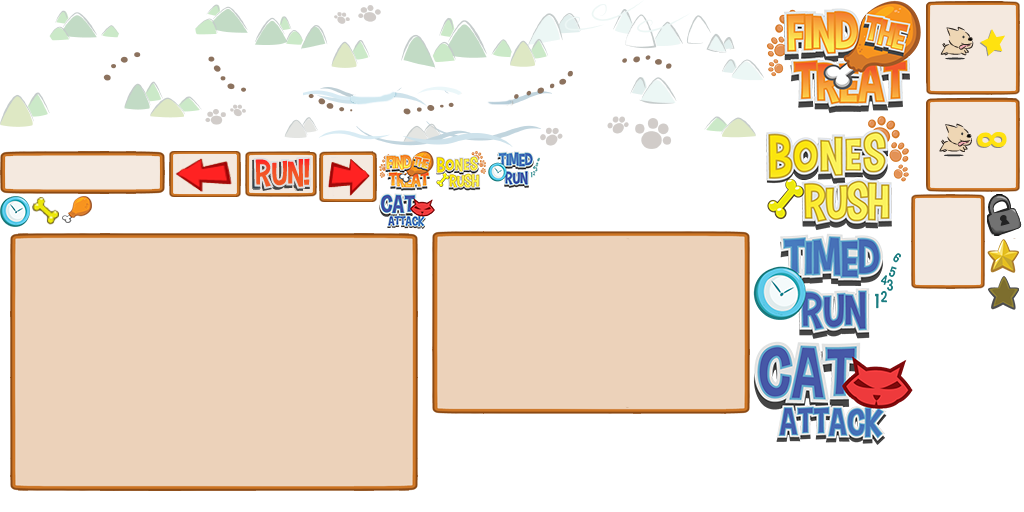 FIND THE
TREAT
BONES
RUSH
TIMED
RUN
654321
CAT
ATTACK
RUN!
FIND THE
TREAT
BONES
RUSH
TIMED
RUN
CAT
ATTACK